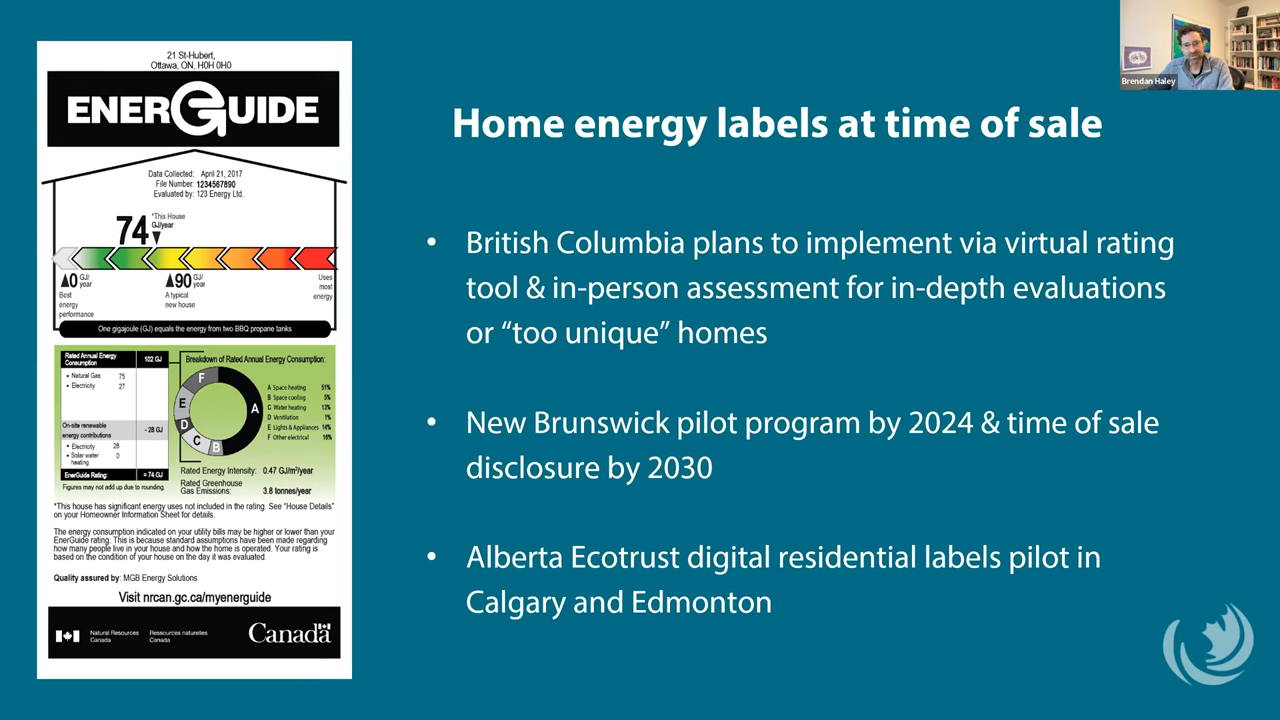 21 St-Hubert,
Ottawa, ON, H0H 0H0
ENERGUIDE
Data Collected: April 21, 2017
File Number: 1234567890
Evaluated by: 123 Energy Ltd.
74
*This House
GJ/year
0 GJ/
year
Best
energy
performance
90 GJ/
year
A typical
new house
Uses
most
energy
One gigajoule (GJ) equals the energy from two BBQ propane tanks
Rated Annual Energy
Consumption 102 GJ
• Natural Gas 75
• Electricity 27
On-site renewable
energy contributions - 28 GJ
• Electricity 28
• Solar water
heating 0
EnerGuide Rating: = 74 GJ
Figures may not add up due to rounding.
Breakdown of Rated Annual Energy Consumption:
F
E
D
C
B
A
A Space heating 51%
B Space cooling 5%
C Water heating 13%
D Ventilation 1%
E Lights & Appliances 14%
F Other electrical 16%
Rated Energy Intensity: 0.47 GJ/m²/year
Rated Greenhouse
Gas Emissions: 3.8 tonnes/year
*This house has significant energy uses not included in the rating. See “House Details”
on your Homeowner Information Sheet for details.
The energy consumption indicated on your utility bills may be higher or lower than your
EnerGuide rating. This is because standard assumptions have been made regarding
how many people live in your house and how the home is operated. Your rating is
based on the condition of your house on the day it was evaluated.
Quality assured by: MGB Energy Solutions
Visit nrcan.gc.ca/myenerguide
Natural Resources
Canada
Ressources naturelles
Canada
Canada
Home energy labels at time of sale
• British Columbia plans to implement via virtual rating
tool & in-person assessment for in-depth evaluations
or “too unique” homes
• New Brunswick pilot program by 2024 & time of sale
disclosure by 2030
• Alberta Ecotrust digital residential labels pilot in
Calgary and Edmonton
Brendan Haley